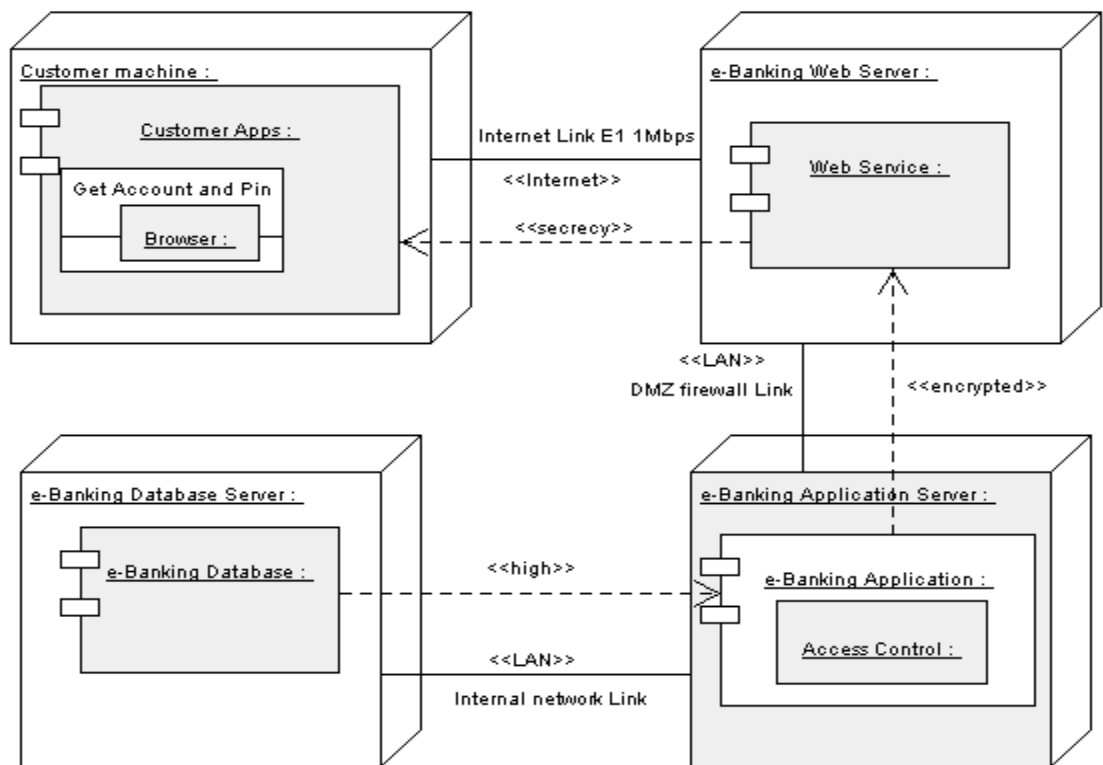 Customer machine :
Customer Apps :
Get Account and Pin
Browser :
Internet Link E1 1Mbps
<<Internet>>
<<secrecy>>
e-Banking Web Server :
Web Service :
<<LAN>>
DMZ firewall Link
<<encrypted>>
e-Banking Database Server :
e-Banking Database :
<<high>>
<<LAN>>
Internal network Link
e-Banking Application Server :
e-Banking Application :
Access Control :